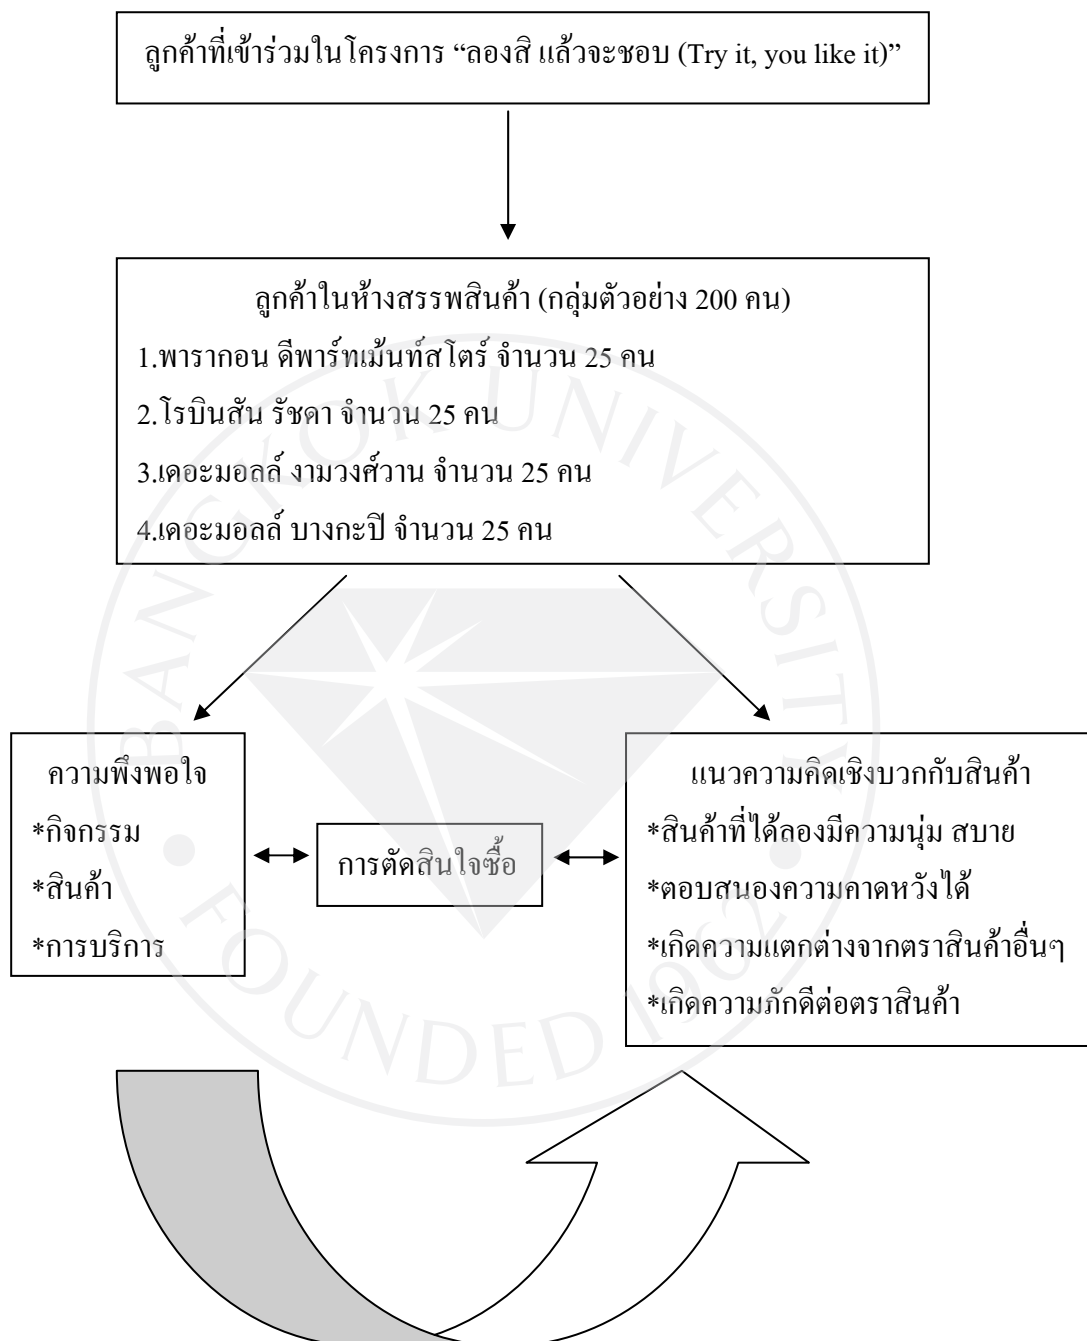 ลูกค้าที่เข้าร่วมในโครงการ “ลองสิ แล้วจะชอบ (Try it, you like it)”
ลูกค้าในห้างสรรพสินค้า (กลุ่มตัวอย่าง 200 คน)
1.พารากอน ดีพาร์ทเม้นท์สโตร์ จำนวน 25 คน
2.โรบินสัน รัชดา จำนวน 25 คน
3.เดอะมอลล์ งามวงศ์วาน จำนวน 25 คน
4.เดอะมอลล์ บางกะปิ จำนวน 25 คน
ความพึงพอใจ
*กิจกรรม
*สินค้า
*การบริการ
การตัดสินใจซื้อ
แนวความคิดเชิงบวกกับสินค้า
*สินค้าที่ได้ลองมีความนุ่ม สบาย
*ตอบสนองความคาดหวังได้
*เกิดความแตกต่างจากตราสินค้าอื่นๆ
*เกิดความภักดีต่อตราสินค้า
BANGKOK UNIVERSITY
FOUNDED 1962